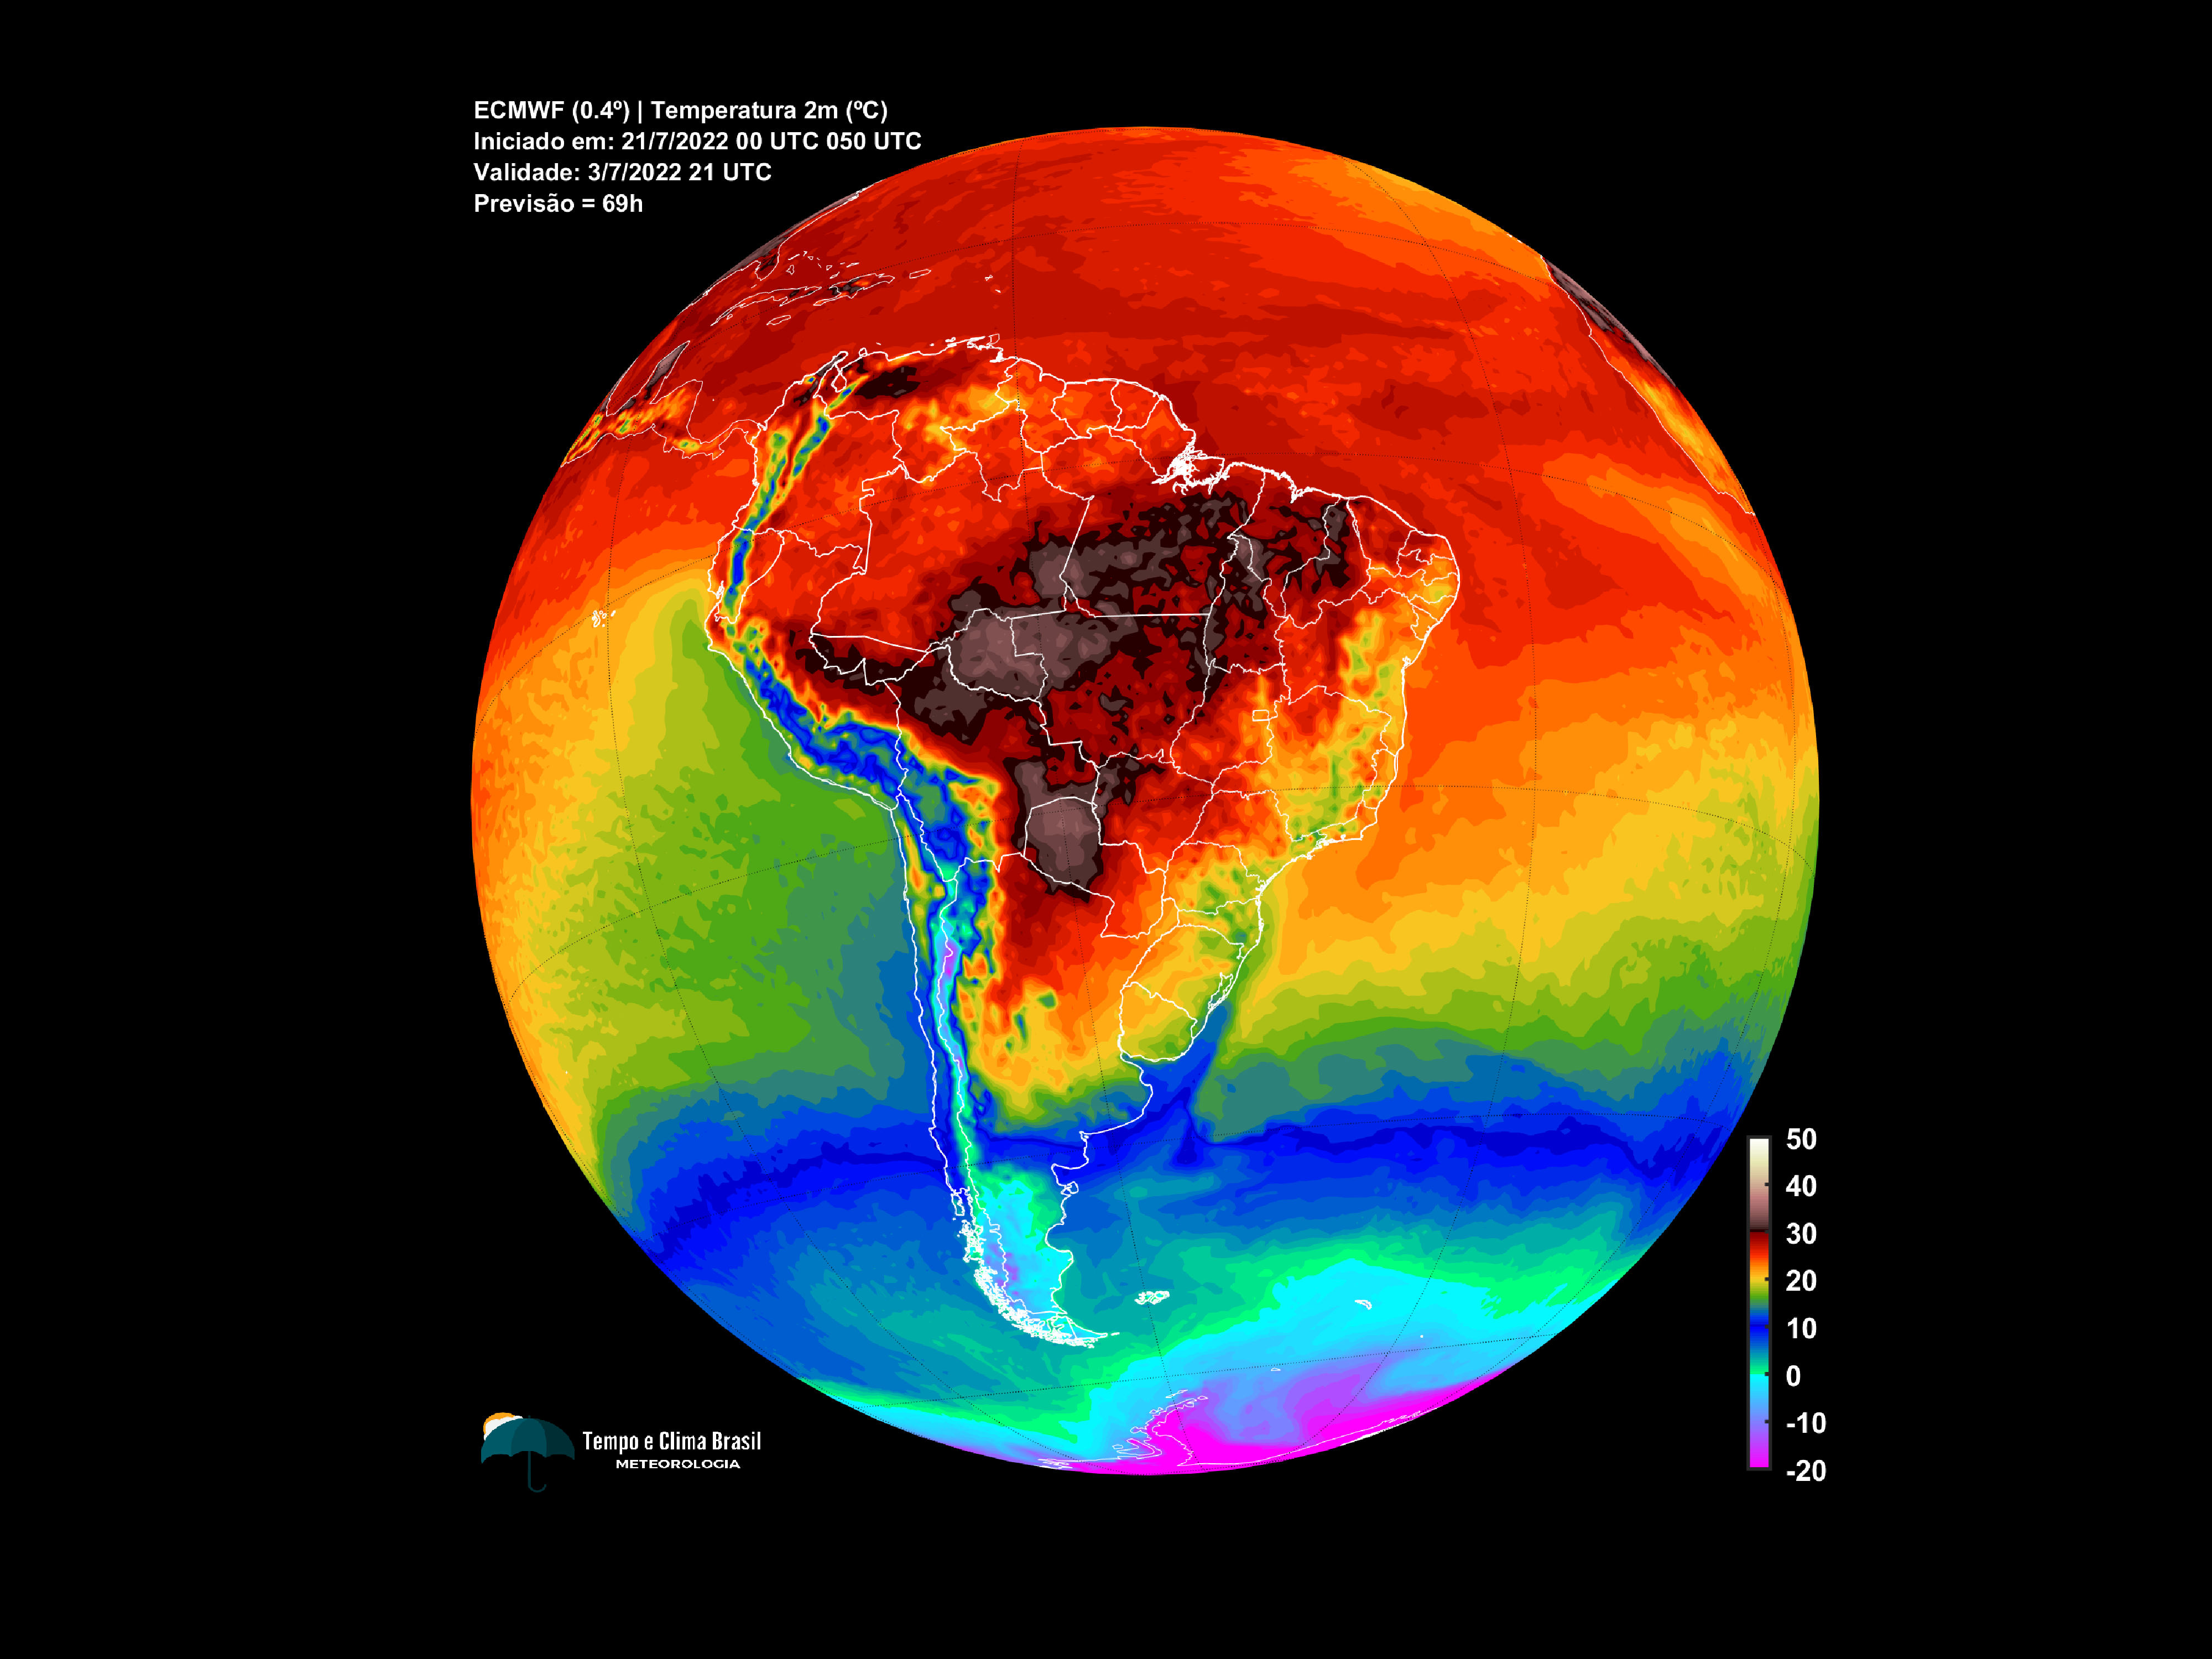 ECMWF (0.4º) | Temperatura 2m (ºC)
Iniciado em: 21/7/2022 00 UTC 050 UTC
Validade: 3/7/2022 21 UTC
Previsão = 69h
50
40
30
20
10
0
-10
-20
Tempo e Clima Brasil
METEOROLOGIA